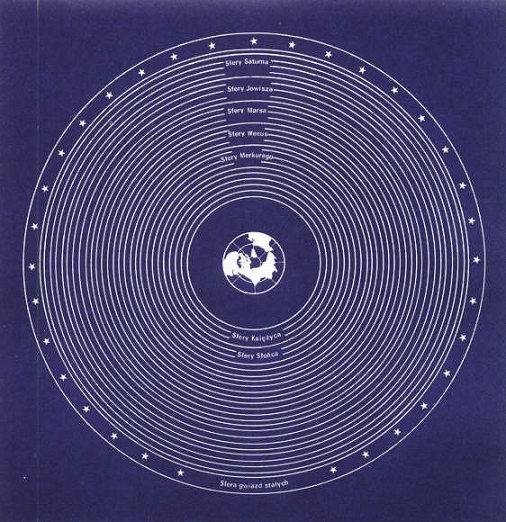 Sfery Saturna
Sfery Jowisza
Sfery Marsa
Sfery Wenus
Sfery Merkurego
Sfery Księżyca
Sfery Słońca
Sfera gwiazd stałych